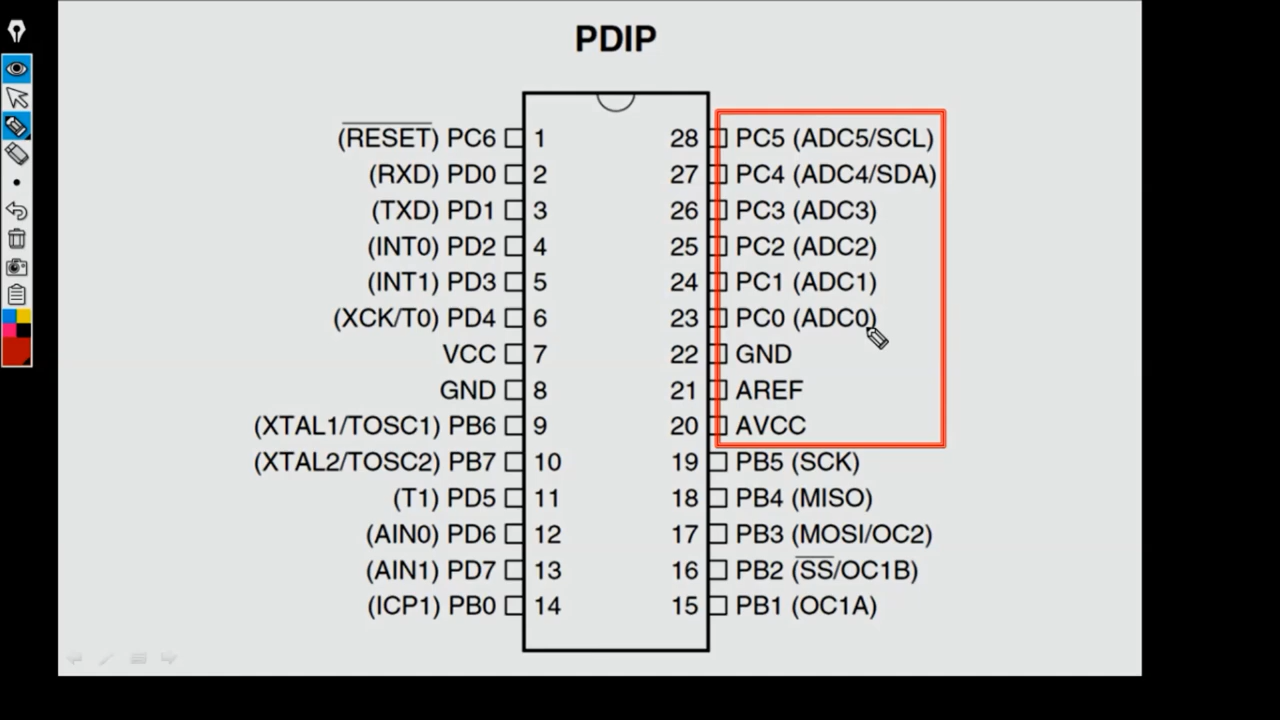 PDIP
(RESET) PC6 1 28 PC5 (ADC5/SCL)
(RXD) PD0 2 27 PC4 (ADC4/SDA)
(TXD) PD1 3 26 PC3 (ADC3)
(INT0) PD2 4 25 PC2 (ADC2)
(INT1) PD3 5 24 PC1 (ADC1)
(XCK/T0) PD4 6 23 PC0 (ADC0)
VCC 7 22 GND
GND 8 21 AREF
(XTAL1/TOSC1) PB6 9 20 AVCC
(XTAL2/TOSC2) PB7 10 19 PB5 (SCK)
(T1) PD5 11 18 PB4 (MISO)
(AIN0) PD6 12 17 PB3 (MOSI/OC2)
(AIN1) PD7 13 16 PB2 (SS/OC1B)
(ICP1) PB0 14 15 PB1 (OC1A)